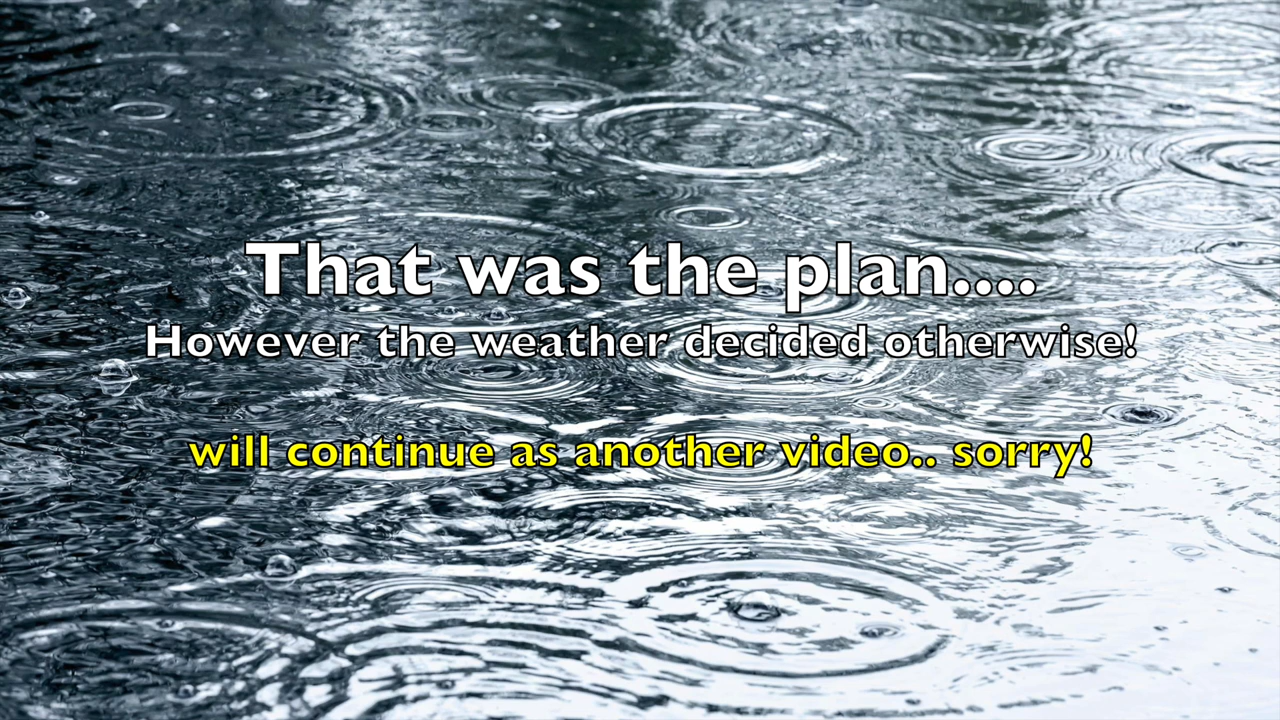 That was the plan....
However the weather decided otherwise!
will continue as another video.. sorry!